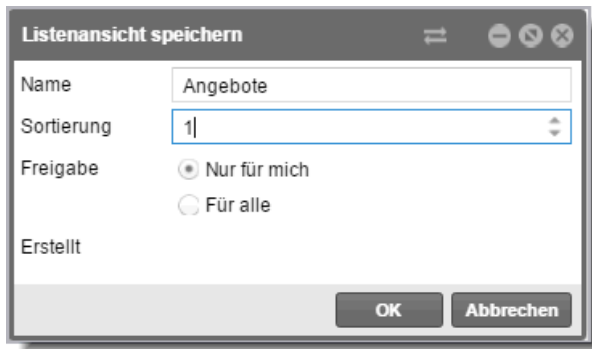 Listenansicht speichern
Name Angebote
Sortierung 1
Freigabe Nur für mich
Für alle
Erstellt
OK Abbrechen